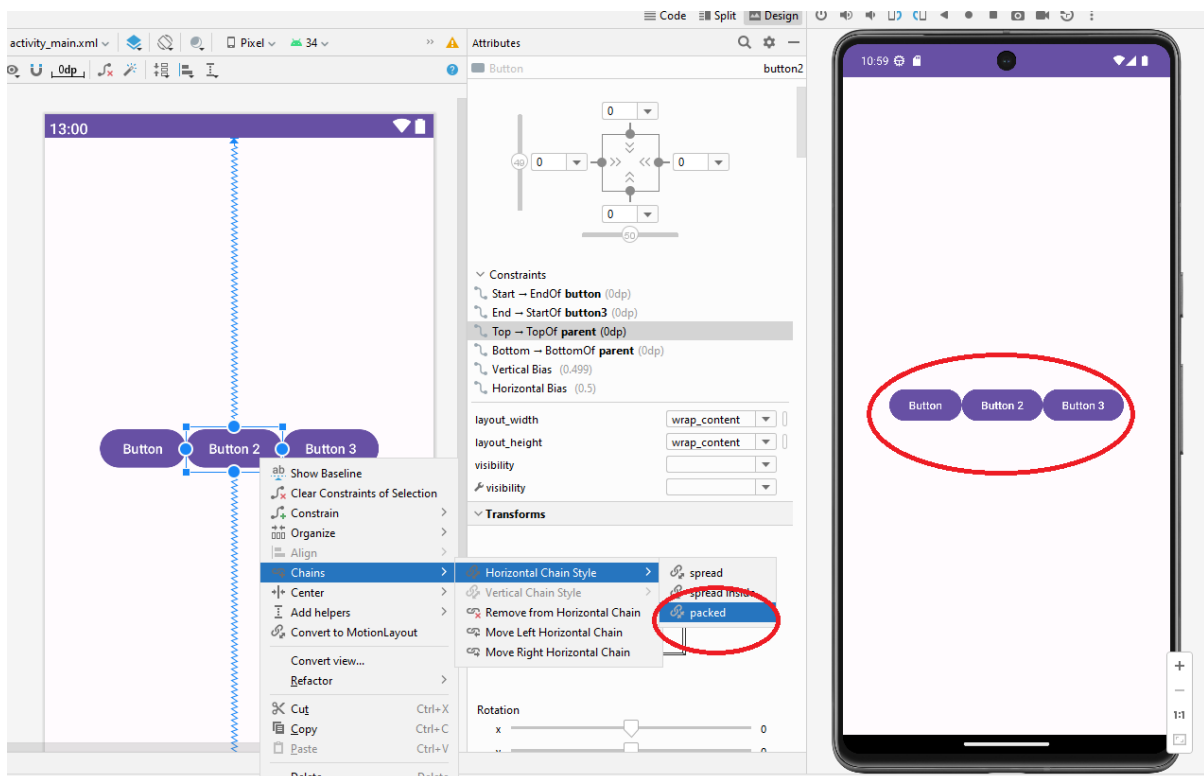 Code Split Design
activity_main.xml Pixel 34
Attributes
0dp
Button button2
13:00
0
49 0 0
0
50
Constraints
Start → EndOf button (0dp)
End → StartOf button3 (0dp)
Top → TopOf parent (0dp)
Bottom → BottomOf parent (0dp)
Vertical Bias (0.499)
Horizontal Bias (0.5)
layout_width wrap_content
layout_height wrap_content
visibility
visibility
Transforms
Button Button 2 Button 3
Show Baseline
Clear Constraints of Selection
Constrain
Organize
Align
Chains
Center
Add helpers
Convert to MotionLayout
Convert view...
Refactor
Cut Ctrl+X
Copy Ctrl+C
Paste Ctrl+V
Delete Delete
Horizontal Chain Style
Vertical Chain Style
Remove from Horizontal Chain
Move Left Horizontal Chain
Move Right Horizontal Chain
spread
spread inside
packed
Rotation
x 0
10:59
Button Button 2 Button 3
1:1